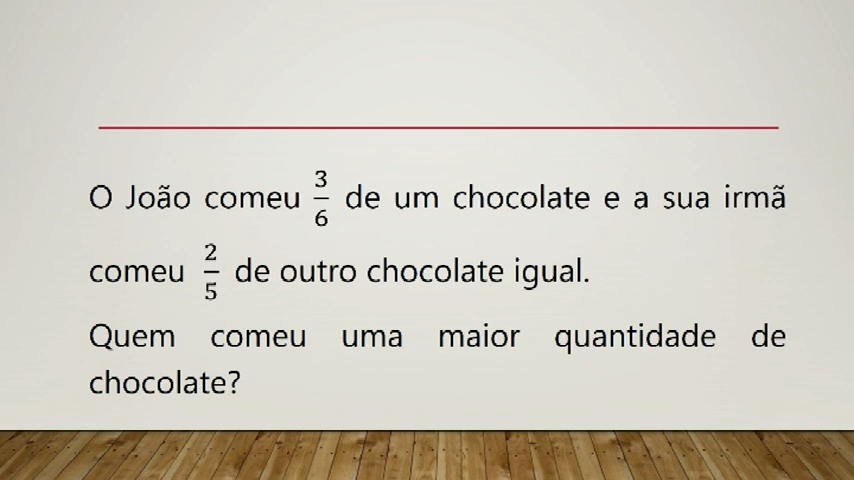 O João comeu 3/6 de um chocolate e a sua irmã
comeu 2/5 de outro chocolate igual.
Quem comeu uma maior quantidade de
chocolate?